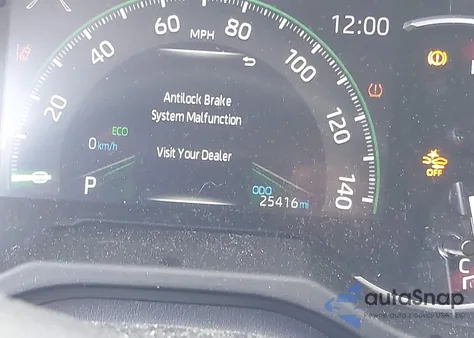 60
80
MPH
12:00
40
100
20
120
140
Antilock Brake
System Malfunction
ECO
0 km/h
Visit Your Dealer
P
ODO
25416 mi
OFF
autoSnap